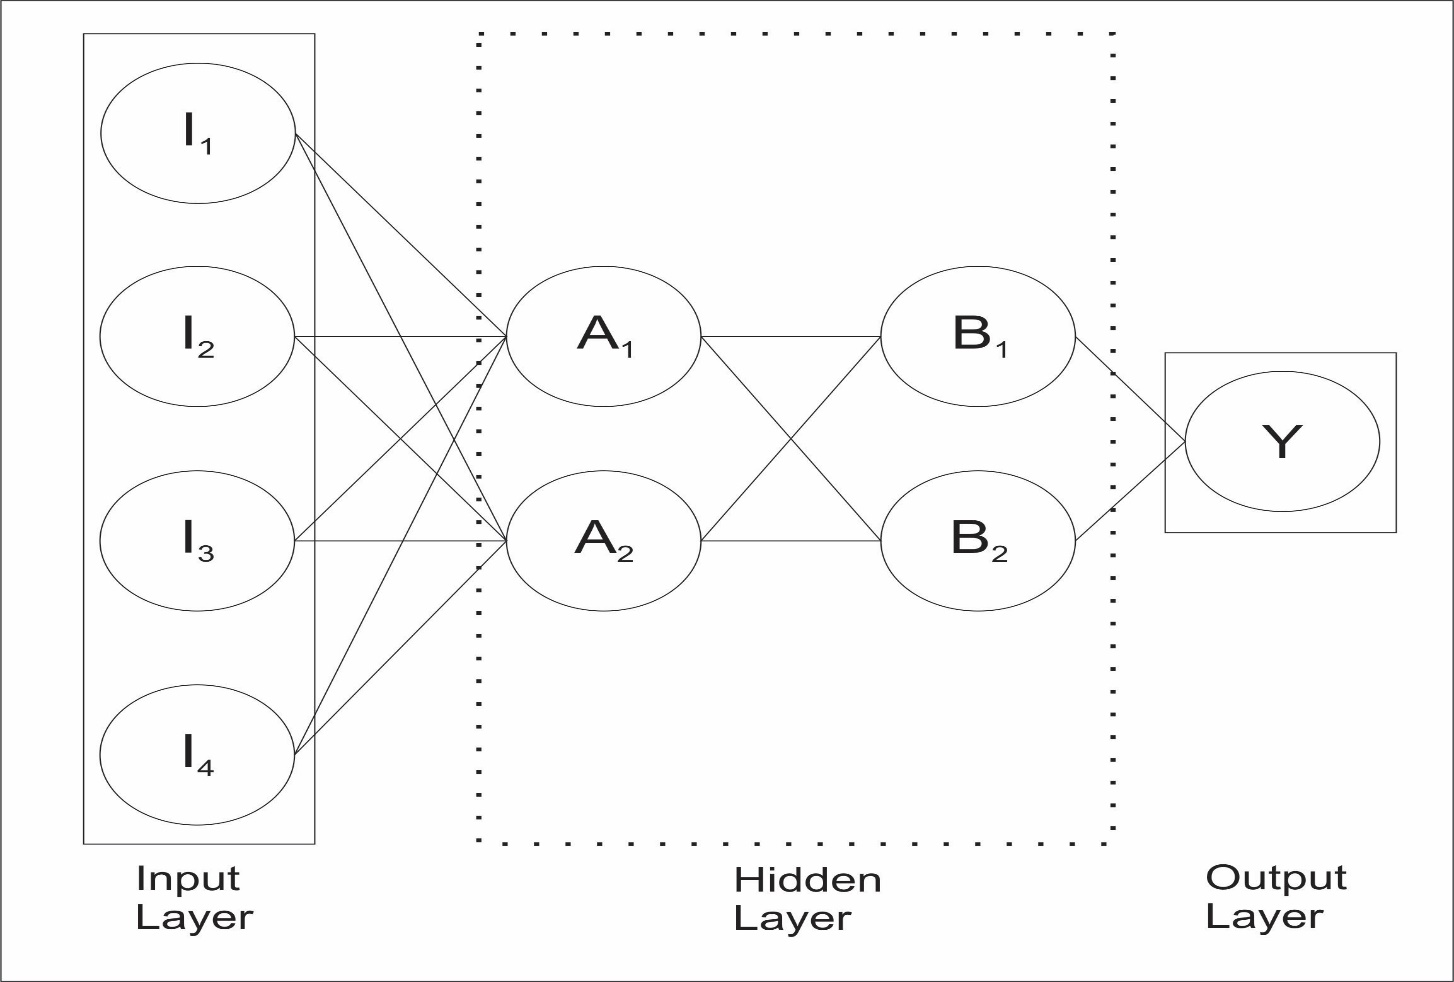 I₁
I₂
I₃
I₄
A₁
A₂
B₁
B₂
Y
Input
Layer
Hidden
Layer
Output
Layer